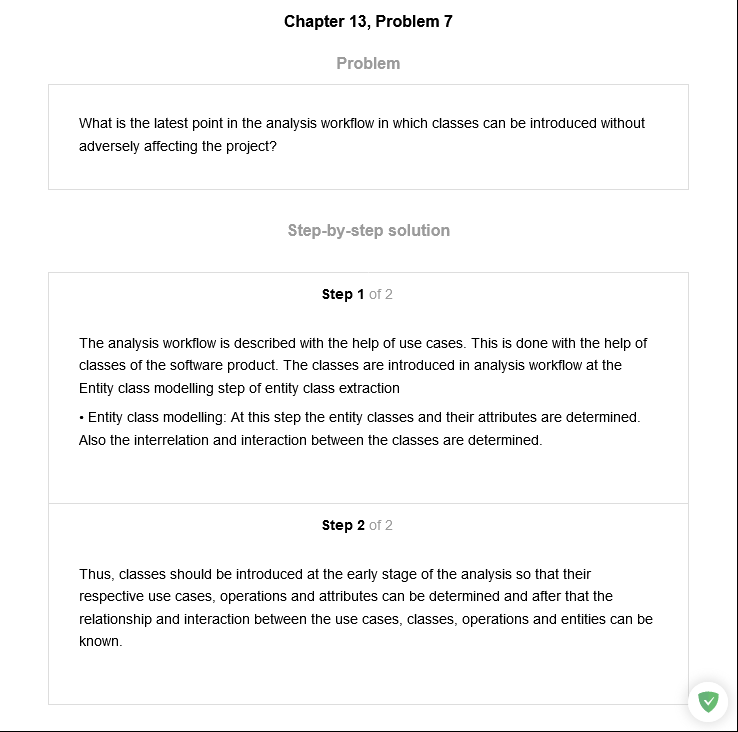 Chapter 13, Problem 7
Problem
What is the latest point in the analysis workflow in which classes can be introduced without
adversely affecting the project?
Step-by-step solution
Step 1 of 2
The analysis workflow is described with the help of use cases. This is done with the help of
classes of the software product. The classes are introduced in analysis workflow at the
Entity class modelling step of entity class extraction
• Entity class modelling: At this step the entity classes and their attributes are determined.
Also the interrelation and interaction between the classes are determined.
Step 2 of 2
Thus, classes should be introduced at the early stage of the analysis so that their
respective use cases, operations and attributes can be determined and after that the
relationship and interaction between the use cases, classes, operations and entities can be
known.